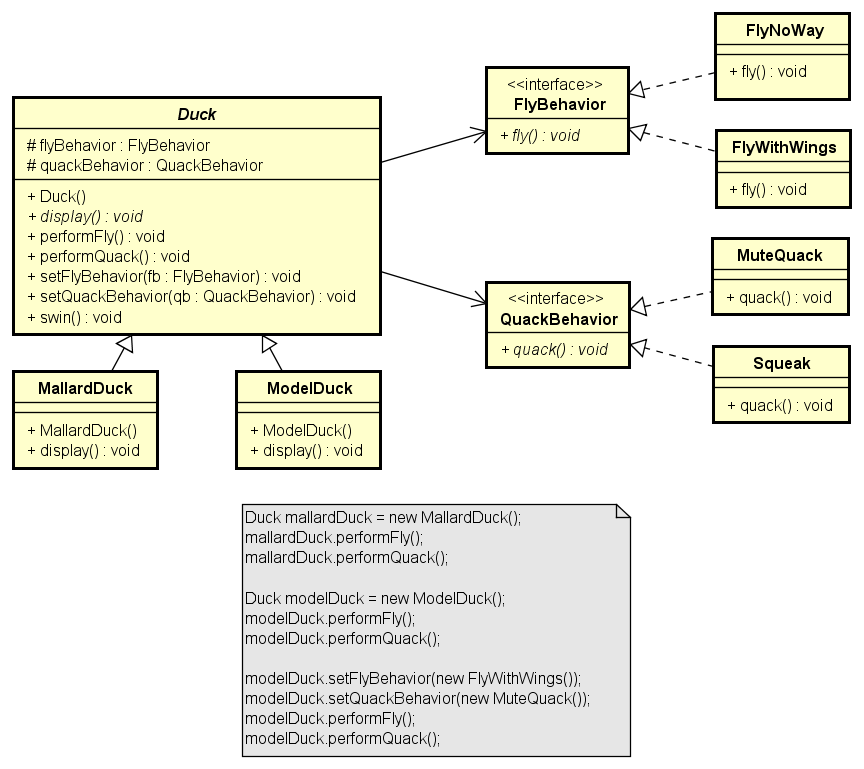 Duck
# flyBehavior : FlyBehavior
# quackBehavior : QuackBehavior
+ Duck()
+ display() : void
+ performFly() : void
+ performQuack() : void
+ setFlyBehavior(fb : FlyBehavior) : void
+ setQuackBehavior(qb : QuackBehavior) : void
+ swin() : void
MallardDuck
+ MallardDuck()
+ display() : void
ModelDuck
+ ModelDuck()
+ display() : void
<<interface>>
FlyBehavior
+ fly() : void
<<interface>>
QuackBehavior
+ quack() : void
FlyNoWay
+ fly() : void
FlyWithWings
+ fly() : void
MuteQuack
+ quack() : void
Squeak
+ quack() : void
Duck mallardDuck = new MallardDuck();
mallardDuck.performFly();
mallardDuck.performQuack();
Duck modelDuck = new ModelDuck();
modelDuck.performFly();
modelDuck.performQuack();
modelDuck.setFlyBehavior(new FlyWithWings());
modelDuck.setQuackBehavior(new MuteQuack());
modelDuck.performFly();
modelDuck.performQuack();